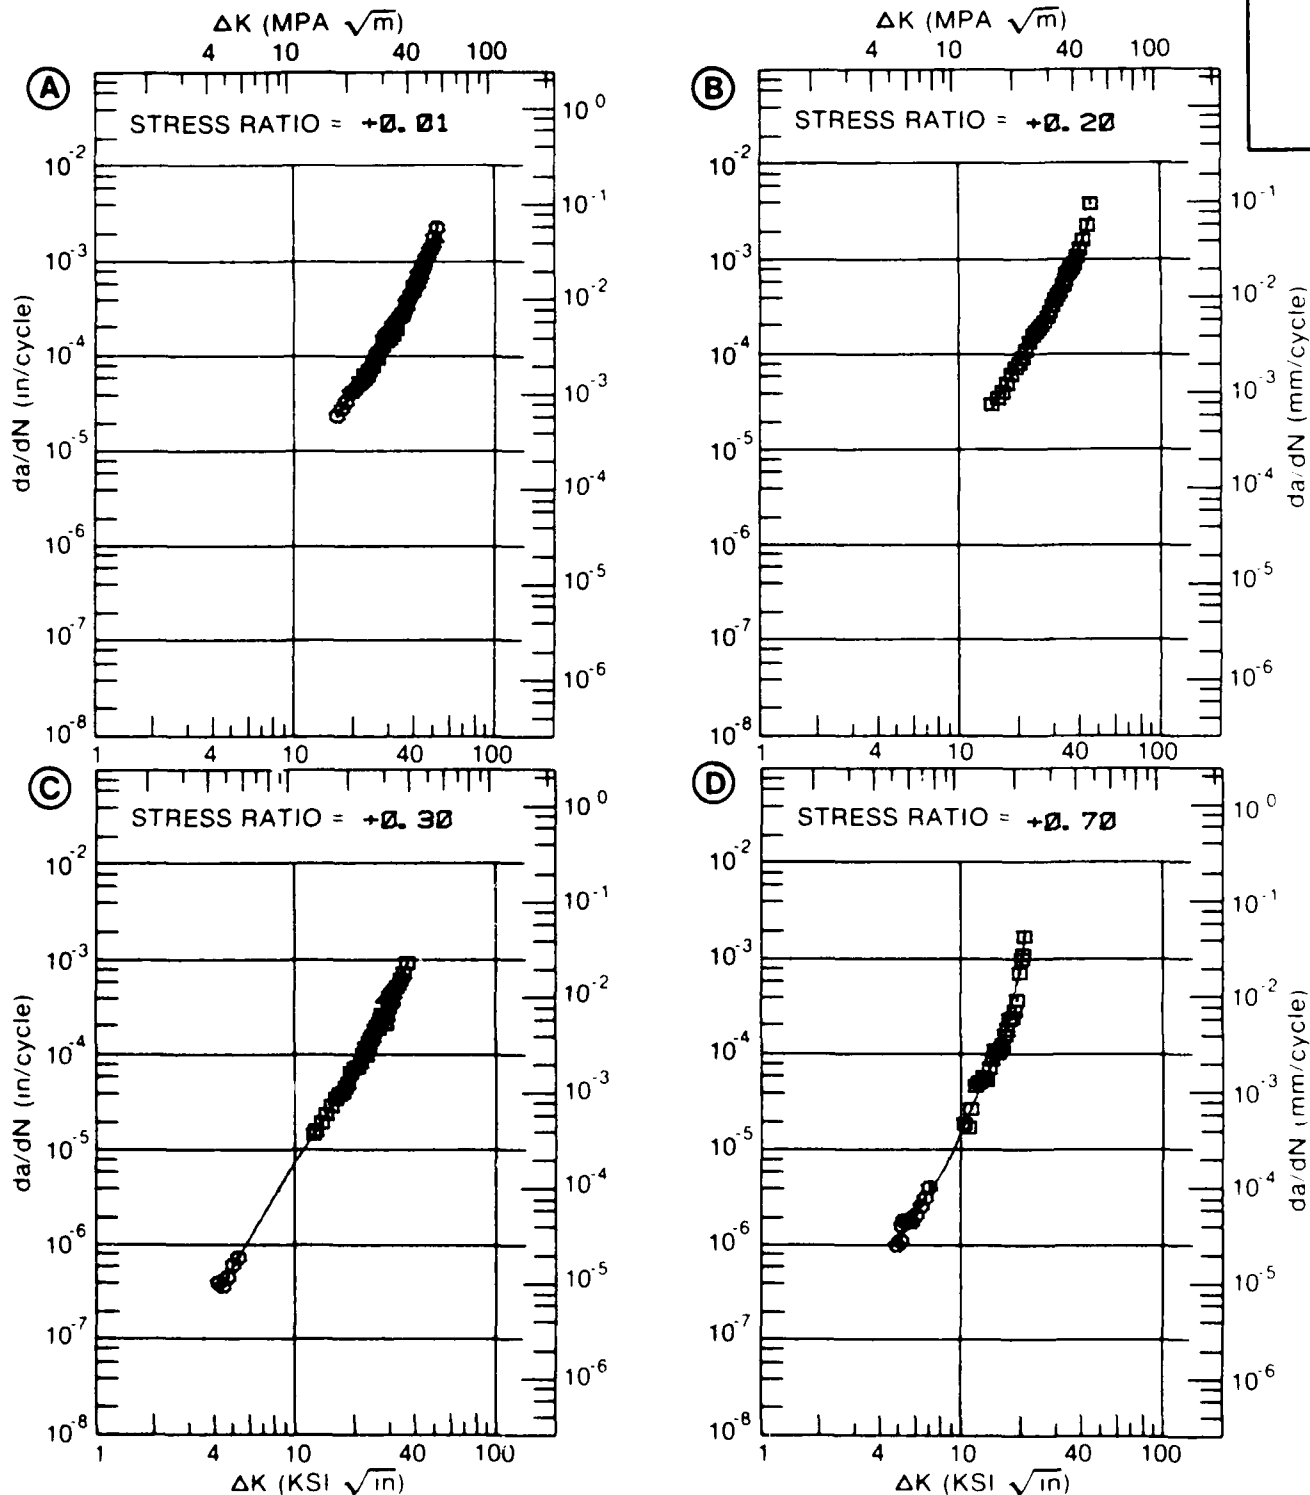 ΔK (MPA √m)
4 10 40 100
ΔK (MPA √m)
4 10 40 100
A
STRESS RATIO = +0.01
10⁰
10⁻²
10⁻¹
10⁻³
10⁻²
10⁻⁴
10⁻³
10⁻⁵
10⁻⁴
10⁻⁶
10⁻⁵
10⁻⁷
10⁻⁶
10⁻⁸
da/dN (in/cycle)
1 4 10 40 100
B
STRESS RATIO = +0.20
10⁻²
10⁻¹
10⁻³
10⁻²
10⁻⁴
10⁻³
10⁻⁵
10⁻⁴
10⁻⁶
10⁻⁵
10⁻⁷
10⁻⁶
10⁻⁸
da/dN (mm/cycle)
1 4 10 40 100
C
STRESS RATIO = +0.30
10⁰
10⁻²
10⁻¹
10⁻³
10⁻²
10⁻⁴
10⁻³
10⁻⁵
10⁻⁴
10⁻⁶
10⁻⁵
10⁻⁷
10⁻⁶
10⁻⁸
da/dN (in/cycle)
1 4 10 40 100
ΔK (KSI √in)
D
STRESS RATIO = +0.70
10⁰
10⁻²
10⁻¹
10⁻³
10⁻²
10⁻⁴
10⁻³
10⁻⁵
10⁻⁴
10⁻⁶
10⁻⁵
10⁻⁷
10⁻⁶
10⁻⁸
da/dN (mm/cycle)
1 4 10 40 100
ΔK (KSI √in)